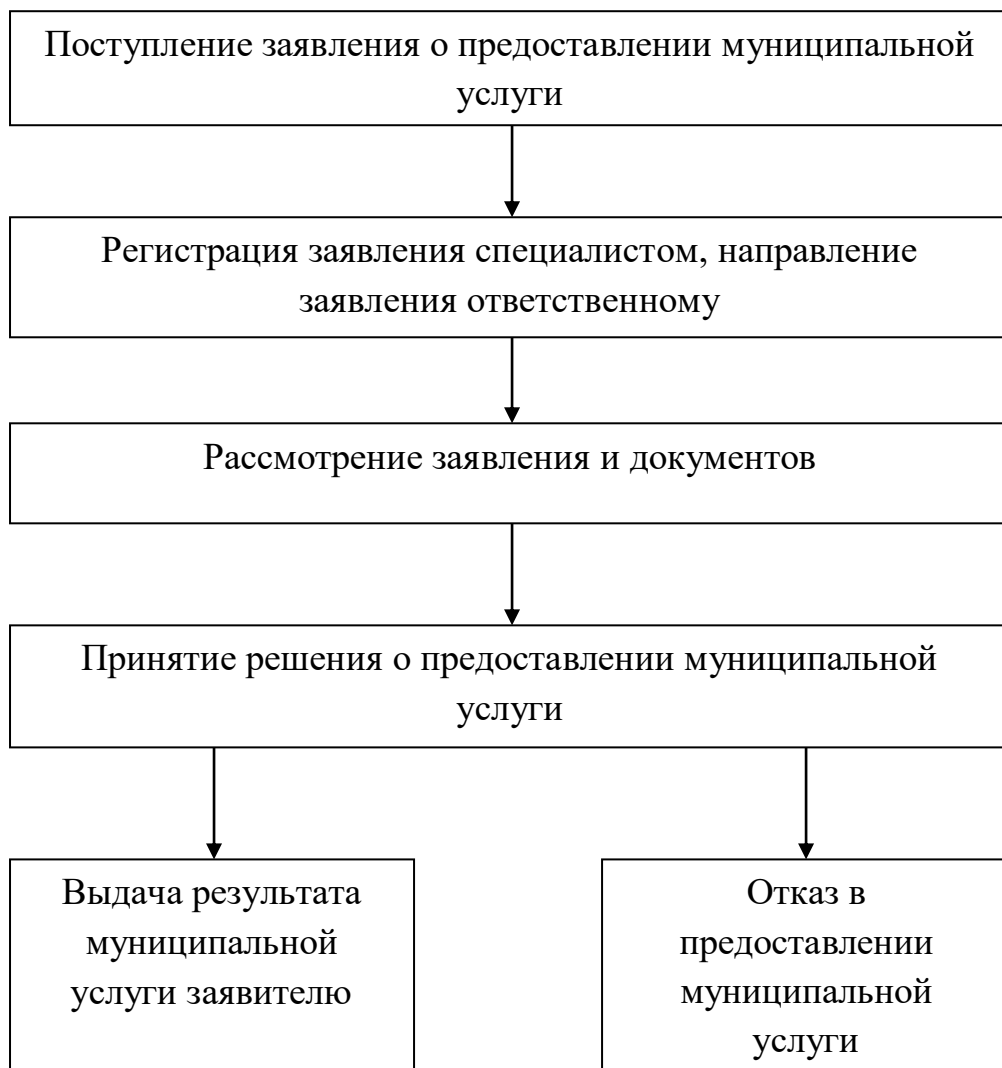 Поступление заявления о предоставлении муниципальной
услуги
Регистрация заявления специалистом, направление
заявления ответственному
Рассмотрение заявления и документов
Принятие решения о предоставлении муниципальной
услуги
Выдача результата
муниципальной
услуги заявителю
Отказ в
предоставлении
муниципальной
услуги